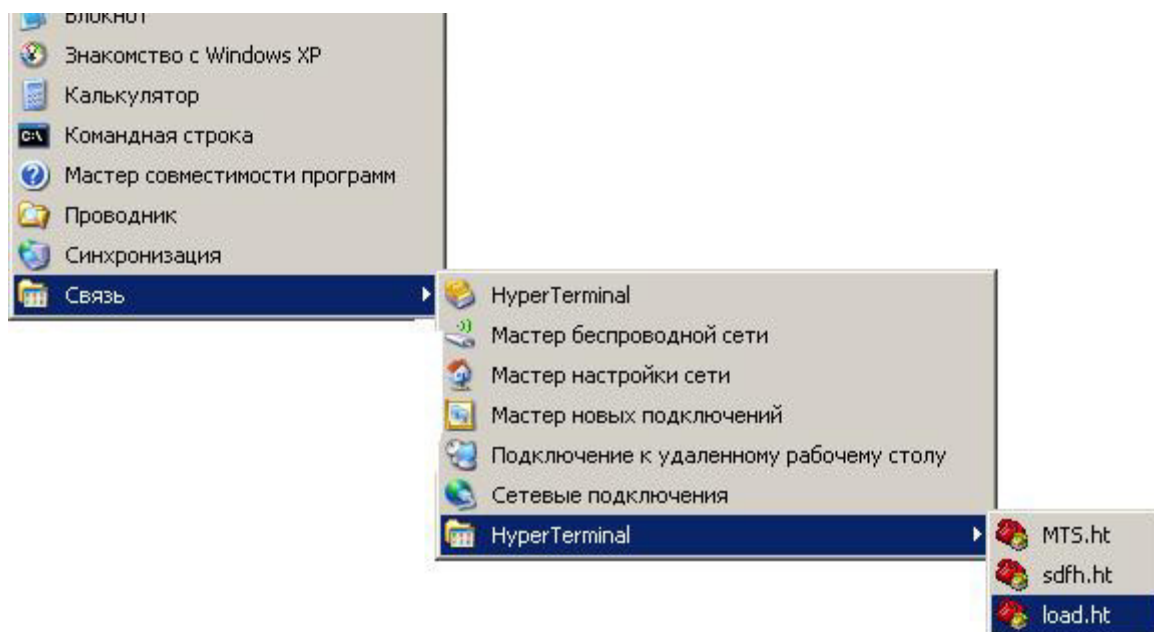 Блокнот
Знакомство с Windows XP
Калькулятор
C:\
Командная строка
Мастер совместимости программ
Проводник
Синхронизация
Связь
HyperTerminal
Мастер беспроводной сети
Мастер настройки сети
Мастер новых подключений
Подключение к удаленному рабочему столу
Сетевые подключения
HyperTerminal
MTS.ht
sdfh.ht
load.ht